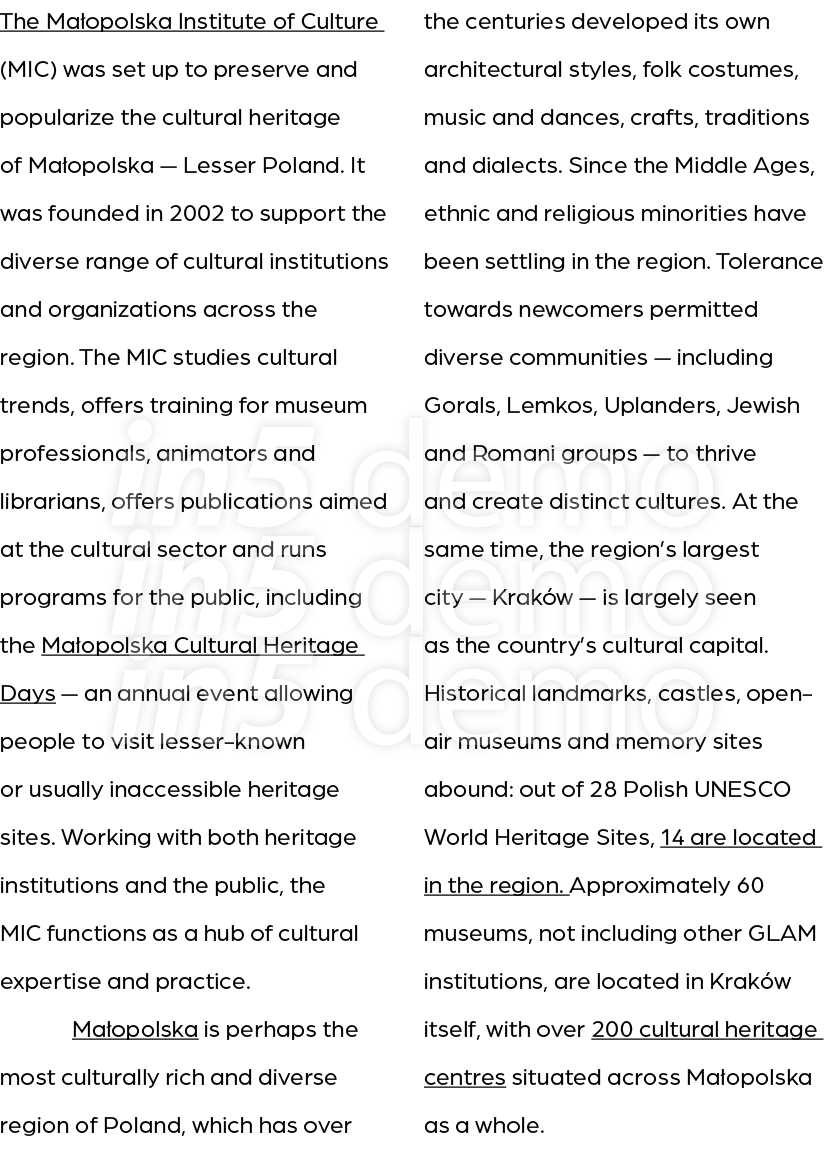 The Małopolska Institute of Culture
(MIC) was set up to preserve and
popularize the cultural heritage
of Małopolska — Lesser Poland. It
was founded in 2002 to support the
diverse range of cultural institutions
and organizations across the
region. The MIC studies cultural
trends, offers training for museum
professionals, animators and
librarians, offers publications aimed
at the cultural sector and runs
programs for the public, including
the Małopolska Cultural Heritage
Days — an annual event allowing
people to visit lesser-known
or usually inaccessible heritage
sites. Working with both heritage
institutions and the public, the
MIC functions as a hub of cultural
expertise and practice.
Małopolska is perhaps the
most culturally rich and diverse
region of Poland, which has over
the centuries developed its own
architectural styles, folk costumes,
music and dances, crafts, traditions
and dialects. Since the Middle Ages,
ethnic and religious minorities have
been settling in the region. Tolerance
towards newcomers permitted
diverse communities — including
Gorals, Lemkos, Uplanders, Jewish
and Romani groups — to thrive
and create distinct cultures. At the
same time, the region’s largest
city — Kraków — is largely seen
as the country’s cultural capital.
Historical landmarks, castles, open-
air museums and memory sites
abound: out of 28 Polish UNESCO
World Heritage Sites, 14 are located
in the region. Approximately 60
museums, not including other GLAM
institutions, are located in Kraków
itself, with over 200 cultural heritage
centres situated across Małopolska
as a whole.
in5 demo
in5 demo
in5 demo